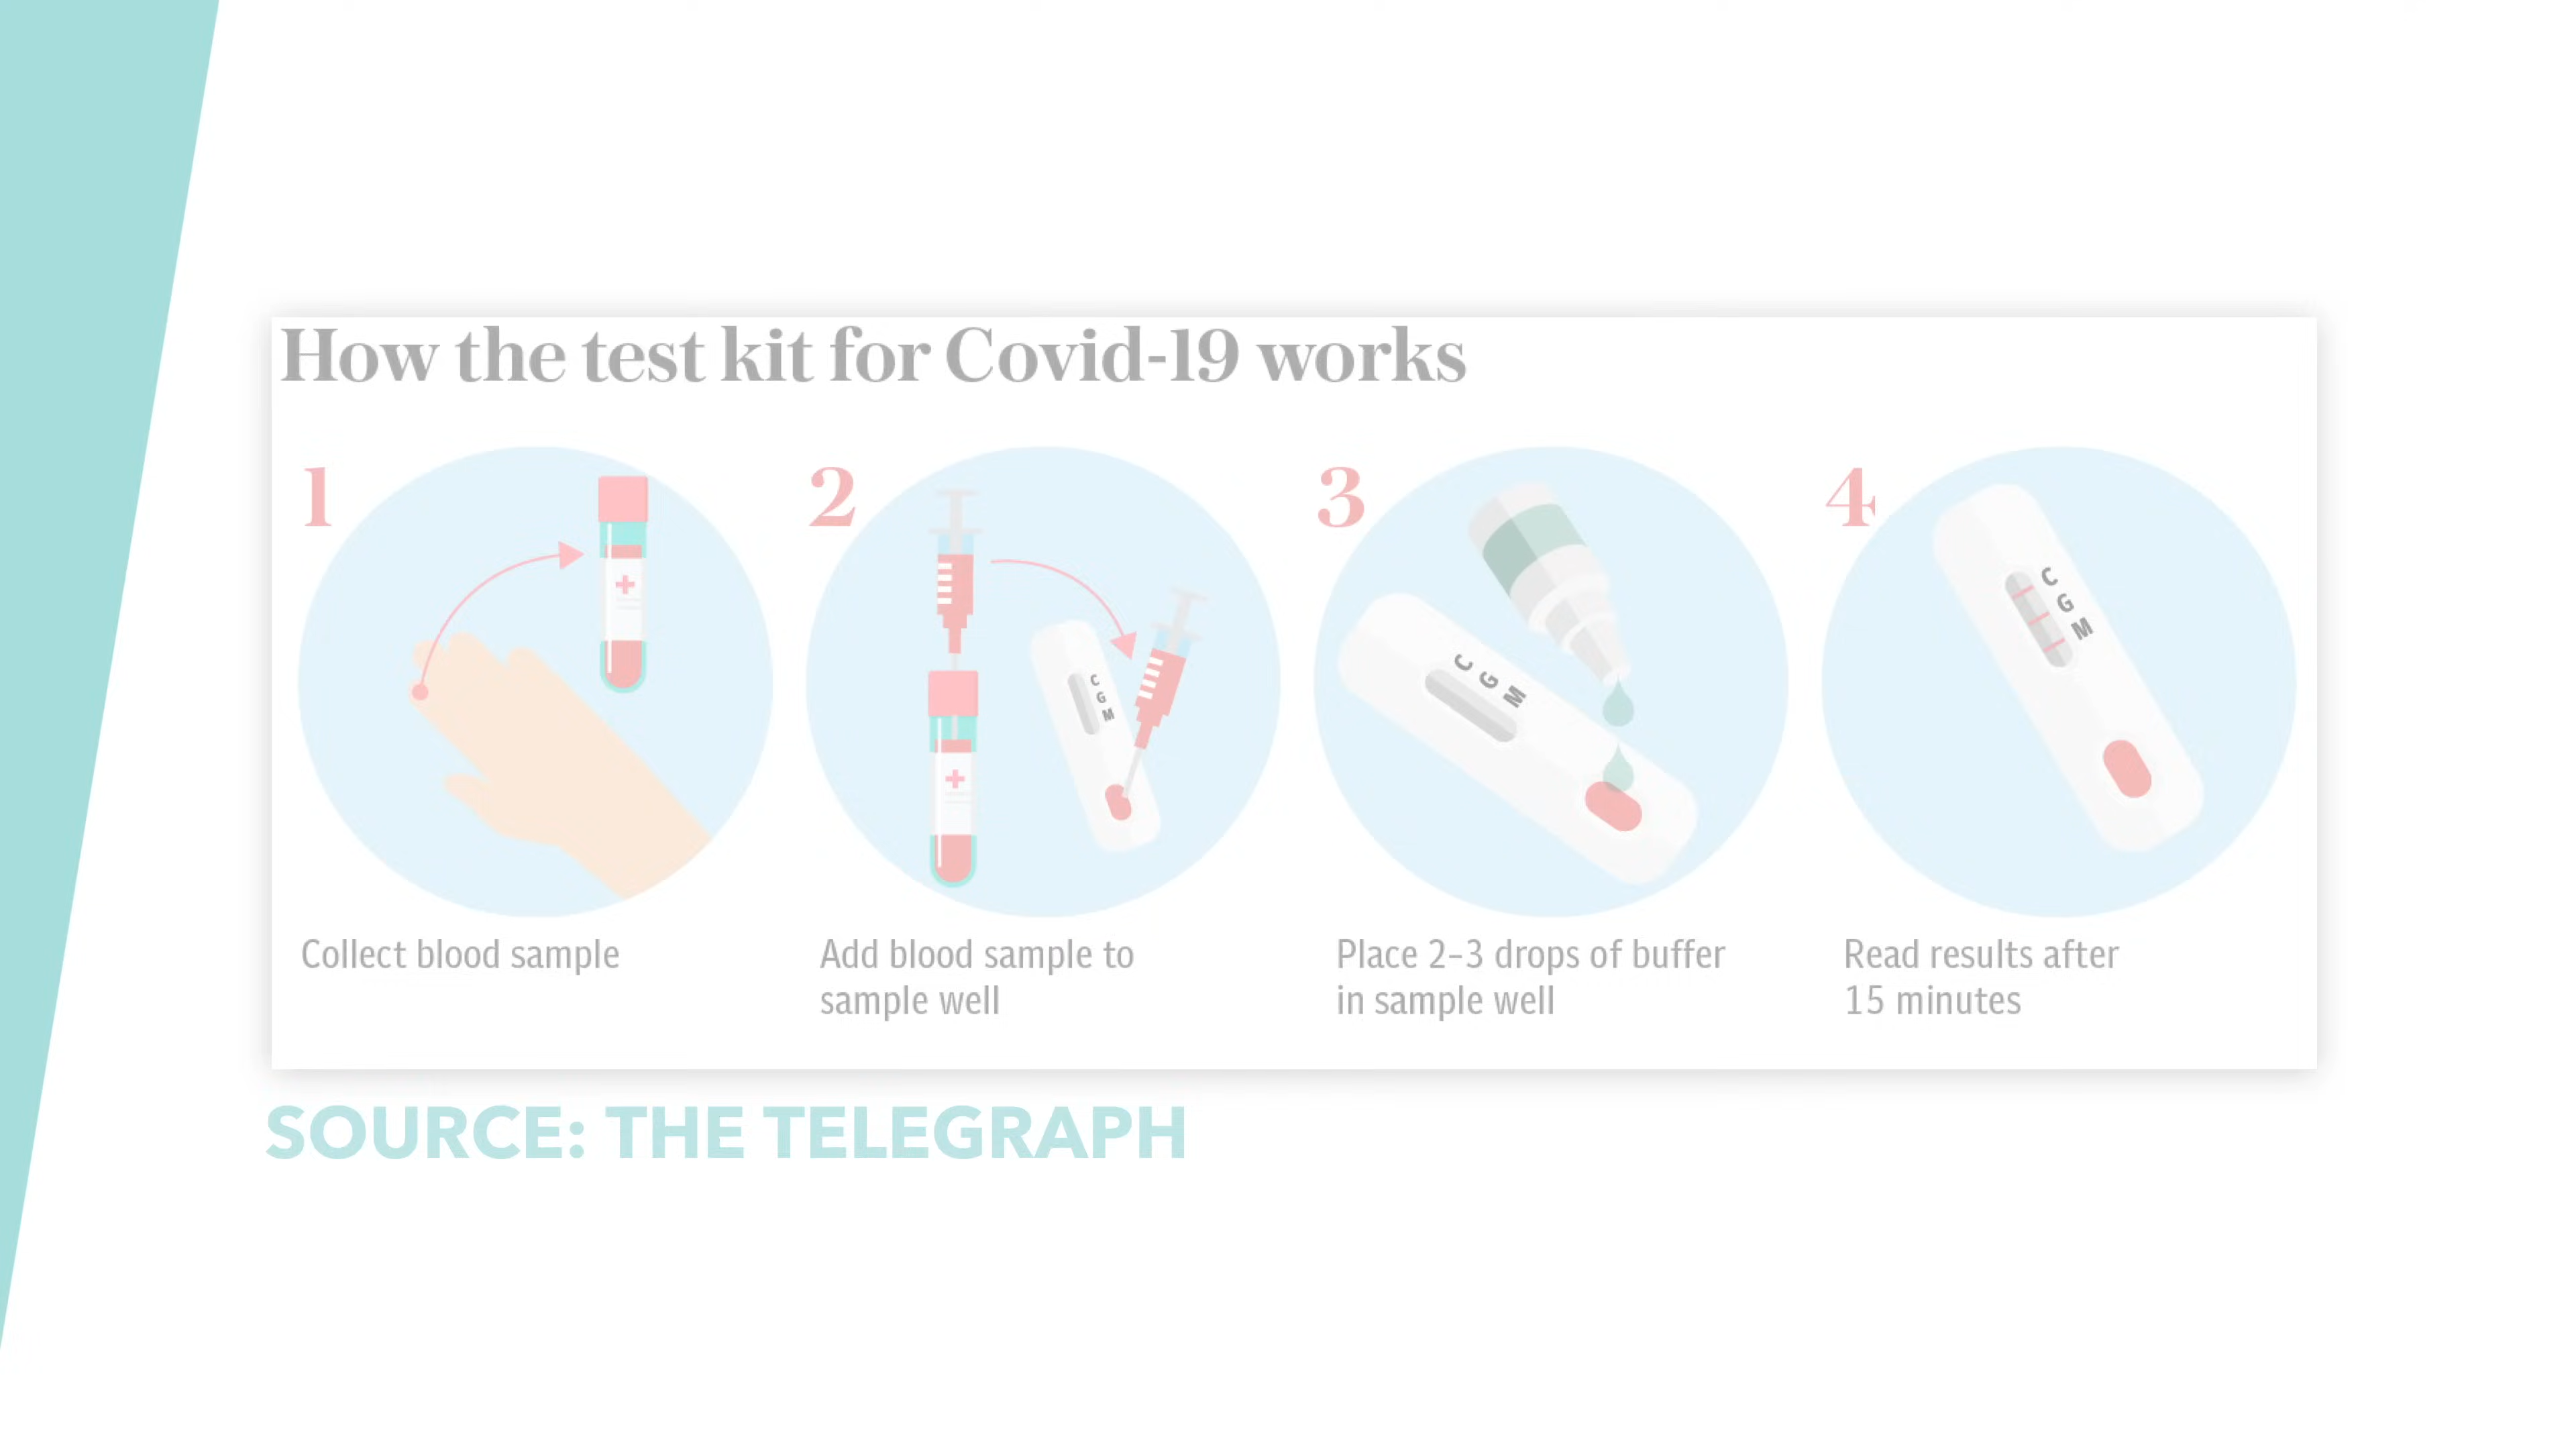 How the test kit for Covid-19 works
1
2
3
4
C
G
M
C
G
M
C
G
M
Collect blood sample
Add blood sample to
sample well
Place 2-3 drops of buffer
in sample well
Read results after
15 minutes
SOURCE: THE TELEGRAPH